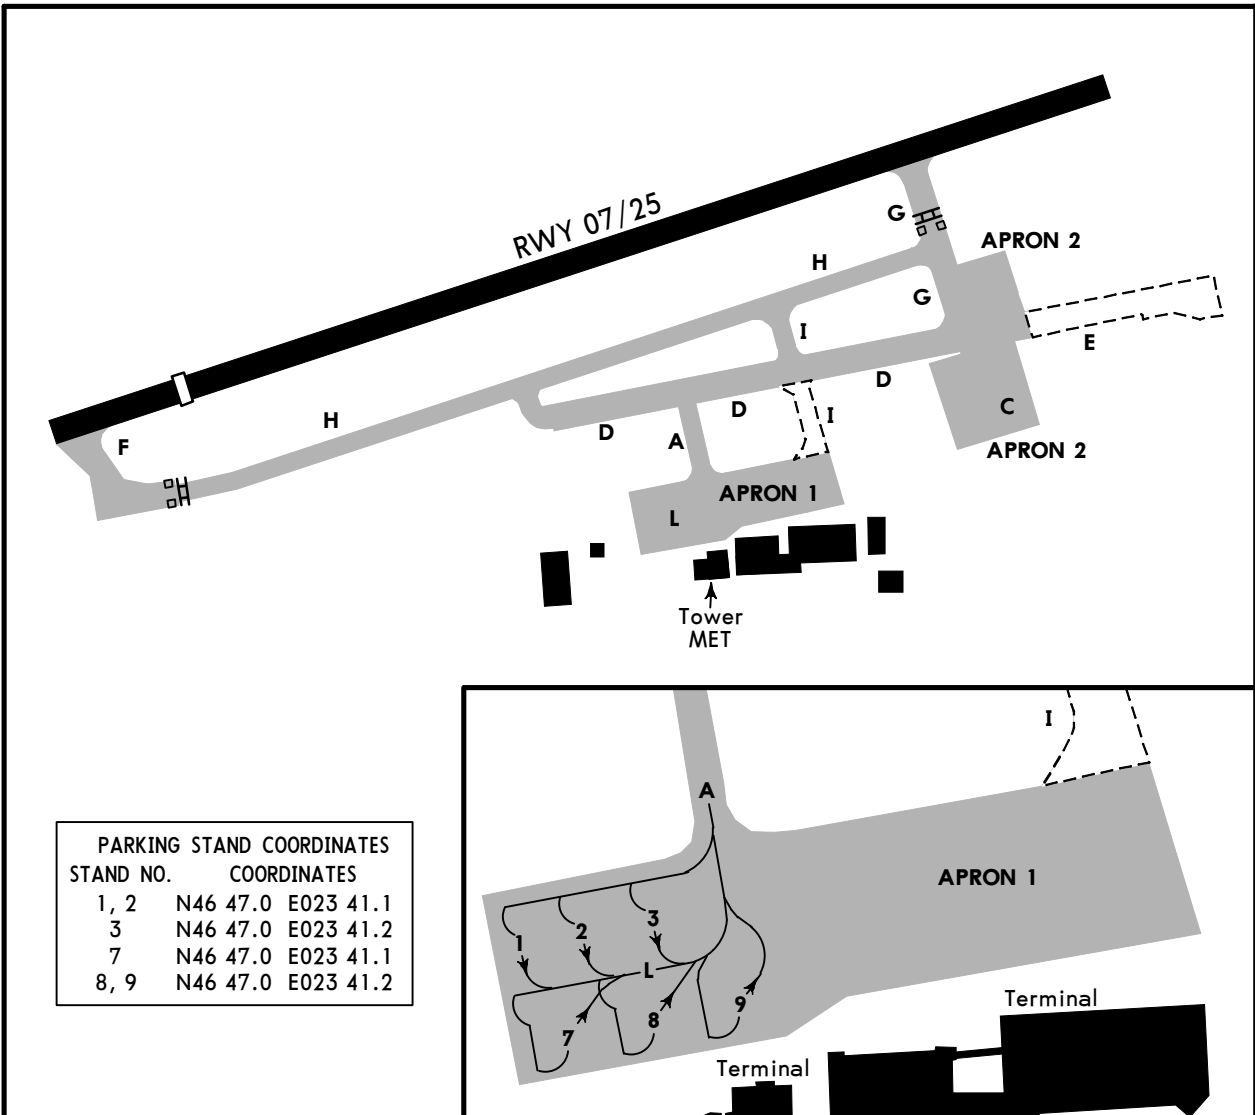 RWY 07/25
G
APRON 2
H
G
I
E
D
D
I
C
H
D
A
F
APRON 2
APRON 1
L
Tower
MET
I
A
APRON 1
3
2
1
L
9
8
7
Terminal
Terminal
PARKING STAND COORDINATES
STAND NO. COORDINATES
1, 2 N46 47.0 E023 41.1
3 N46 47.0 E023 41.2
7 N46 47.0 E023 41.1
8, 9 N46 47.0 E023 41.2